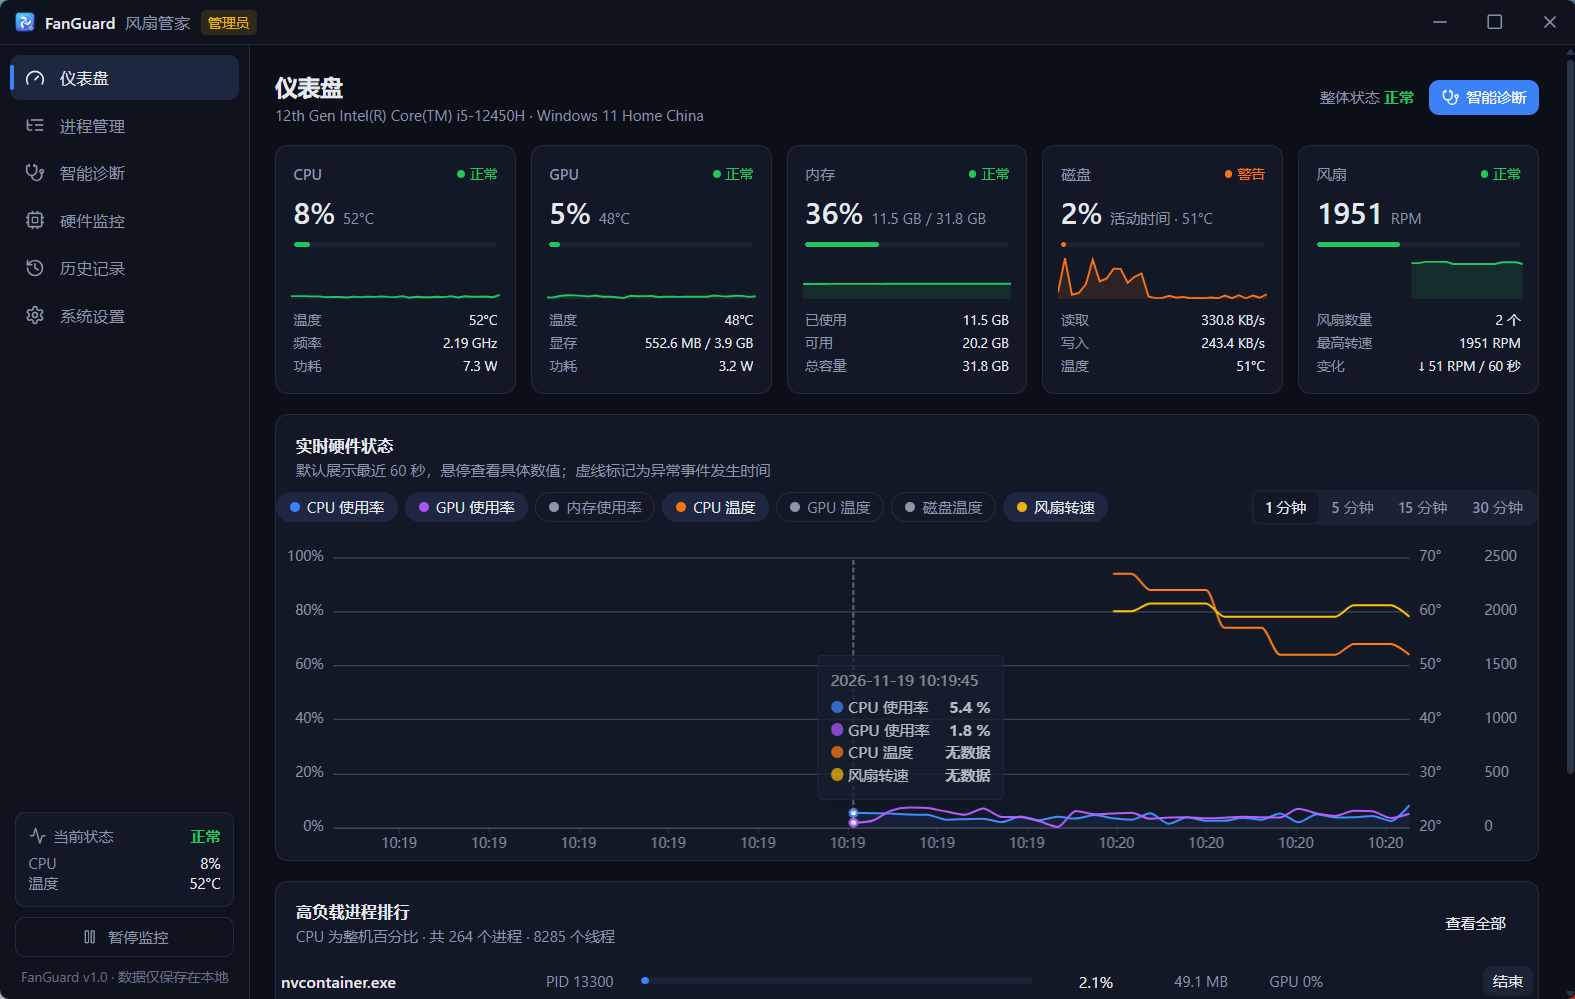 FanGuard 风扇管家 管理员
仪表盘
进程管理
智能诊断
硬件监控
历史记录
系统设置
当前状态 正常
CPU 8%
温度 52°C
暂停监控
FanGuard v1.0 · 数据仅保存在本地
仪表盘
12th Gen Intel(R) Core(TM) i5-12450H · Windows 11 Home China
整体状态 正常
智能诊断
CPU 正常
8% 52°C
温度 52°C
频率 2.19 GHz
功耗 7.3 W
GPU 正常
5% 48°C
温度 48°C
显存 552.6 MB / 3.9 GB
功耗 3.2 W
内存 正常
36% 11.5 GB / 31.8 GB
已使用 11.5 GB
可用 20.2 GB
总容量 31.8 GB
磁盘 警告
2% 活动时间 · 51°C
读取 330.8 KB/s
写入 243.4 KB/s
温度 51°C
风扇 正常
1951 RPM
风扇数量 2 个
最高转速 1951 RPM
变化 ↓ 51 RPM / 60 秒
实时硬件状态
默认展示最近 60 秒，悬停查看具体数值；虚线标记为异常事件发生时间
CPU 使用率 GPU 使用率 内存使用率 CPU 温度 GPU 温度 磁盘温度 风扇转速
1 分钟 5 分钟 15 分钟 30 分钟
100% 70° 2500
80% 60° 2000
60% 50° 1500
40% 40° 1000
20% 30° 500
0% 20° 0
2026-11-19 10:19:45
CPU 使用率 5.4 %
GPU 使用率 1.8 %
CPU 温度 无数据
风扇转速 无数据
10:19 10:19 10:19 10:19 10:19 10:19 10:19 10:19 10:20 10:20 10:20 10:20
高负载进程排行
CPU 为整机百分比 · 共 264 个进程 · 8285 个线程
查看全部
nvcontainer.exe PID 13300 2.1% 49.1 MB GPU 0% 结束